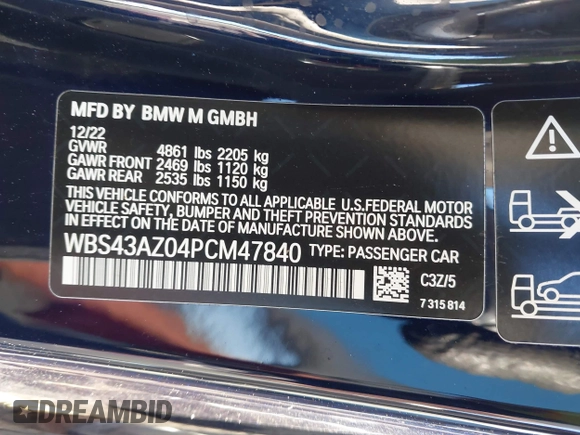 MFD BY BMW M GMBH
12/22
GVWR 4861 lbs 2205 kg
GAWR FRONT 2469 lbs 1120 kg
GAWR REAR 2535 lbs 1150 kg
THIS VEHICLE CONFORMS TO ALL APPLICABLE U.S.FEDERAL MOTOR
VEHICLE SAFETY, BUMPER AND THEFT PREVENTION STANDARDS
IN EFFECT ON THE DATE OF MANUFACTURE SHOWN ABOVE.
WBS43AZ04PCM47840 TYPE: PASSENGER CAR
C3Z/5
7 315 814
DREAMBID